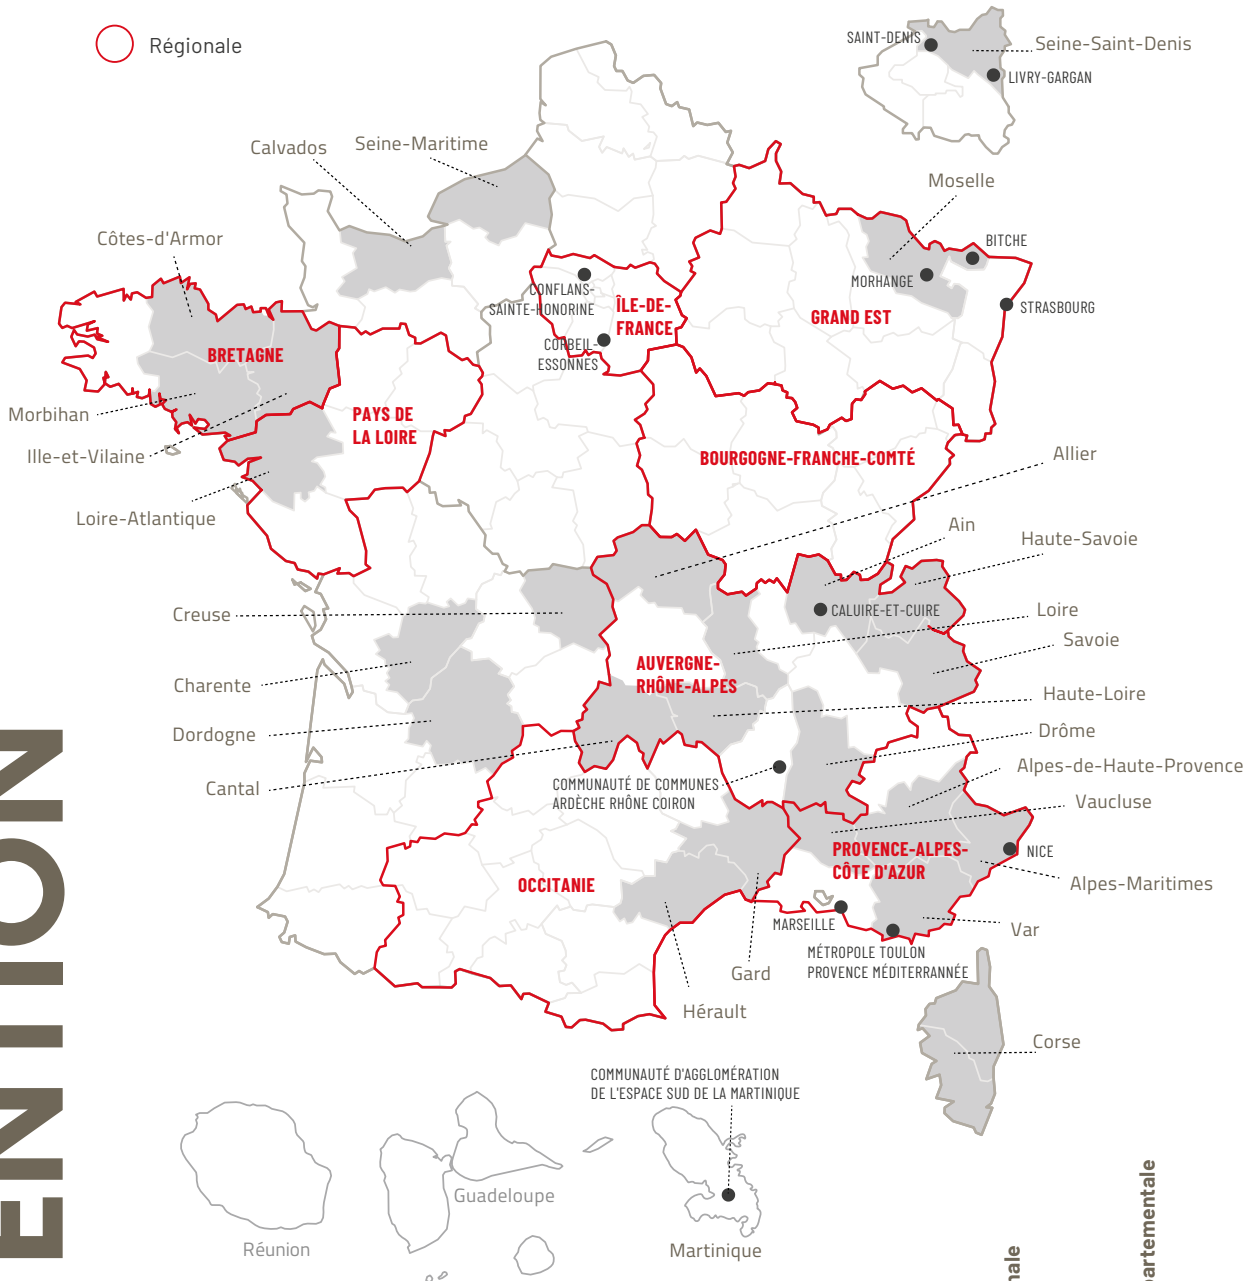 Régionale
SAINT-DENIS
Seine-Saint-Denis
LIVRY-GARGAN
Calvados
Seine-Maritime
Moselle
Côtes-d'Armor
BITCHE
MORHANGE
STRASBOURG
CONFLANS-
SAINTE-HONORINE
ÎLE-DE-
FRANCE
GRAND EST
CORBEIL-
ESSONNES
BRETAGNE
Morbihan
PAYS DE
LA LOIRE
Ille-et-Vilaine
BOURGOGNE-FRANCHE-COMTÉ
Allier
Loire-Atlantique
Ain
Haute-Savoie
Creuse
CALUIRE-ET-CUIRE
Loire
Savoie
AUVERGNE-
RHÔNE-ALPES
Charente
Haute-Loire
Dordogne
Drôme
Alpes-de-Haute-Provence
Cantal
COMMUNAUTÉ DE COMMUNES
ARDÈCHE RHÔNE COIRON
Vaucluse
PROVENCE-ALPES-
CÔTE D'AZUR
NICE
OCCITANIE
Alpes-Maritimes
MARSEILLE
Var
MÉTROPOLE TOULON
PROVENCE MÉDITERRANNÉE
Gard
Hérault
Corse
COMMUNAUTÉ D'AGGLOMÉRATION
DE L'ESPACE SUD DE LA MARTINIQUE
Guadeloupe
Réunion
Martinique
ENTION
nale
partementale